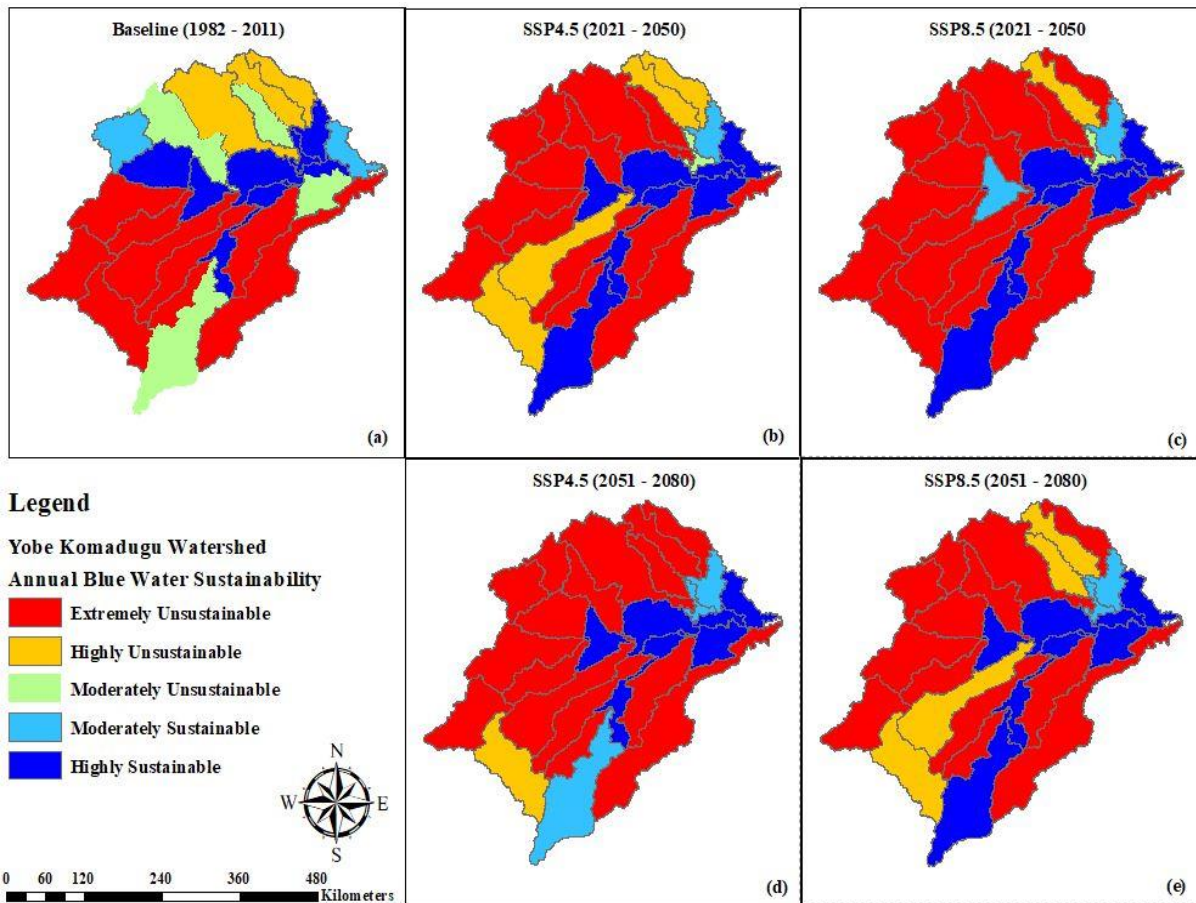 Baseline (1982 - 2011)
(a)
SSP4.5 (2021 - 2050)
(b)
SSP8.5 (2021 - 2050
(c)
Legend
Yobe Komadugu Watershed
Annual Blue Water Sustainability
Extremely Unsustainable
Highly Unsustainable
Moderately Unsustainable
Moderately Sustainable
Highly Sustainable
N
W E
S
0 60 120 240 360 480
Kilometers
SSP4.5 (2051 - 2080)
(d)
SSP8.5 (2051 - 2080)
(e)